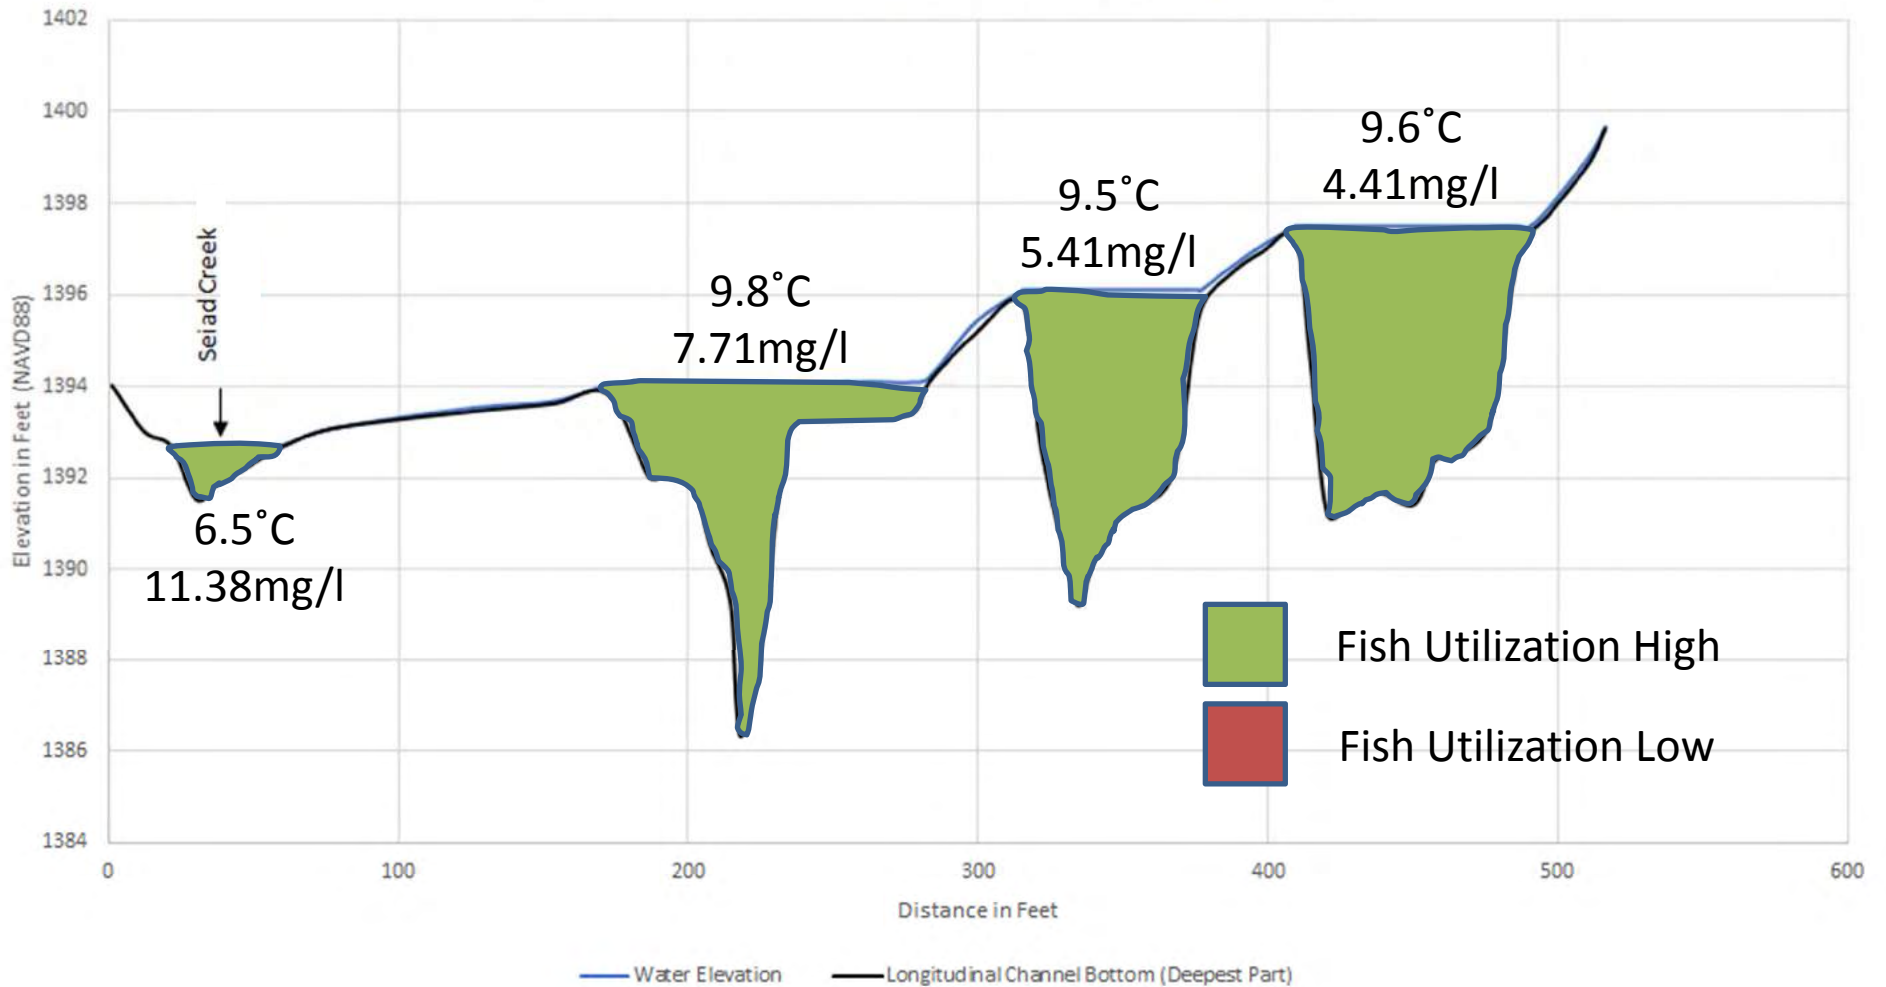 1402
1400
1398
1396
1394
1392
1390
1388
1386
1384
Elevation in Feet (NAVD88)
Seiad Creek
6.5˚C
11.38mg/l
9.8˚C
7.71mg/l
9.5˚C
5.41mg/l
9.6˚C
4.41mg/l
Fish Utilization High
Fish Utilization Low
0 100 200 300 400 500 600
Distance in Feet
Water Elevation Longitudinal Channel Bottom (Deepest Part)